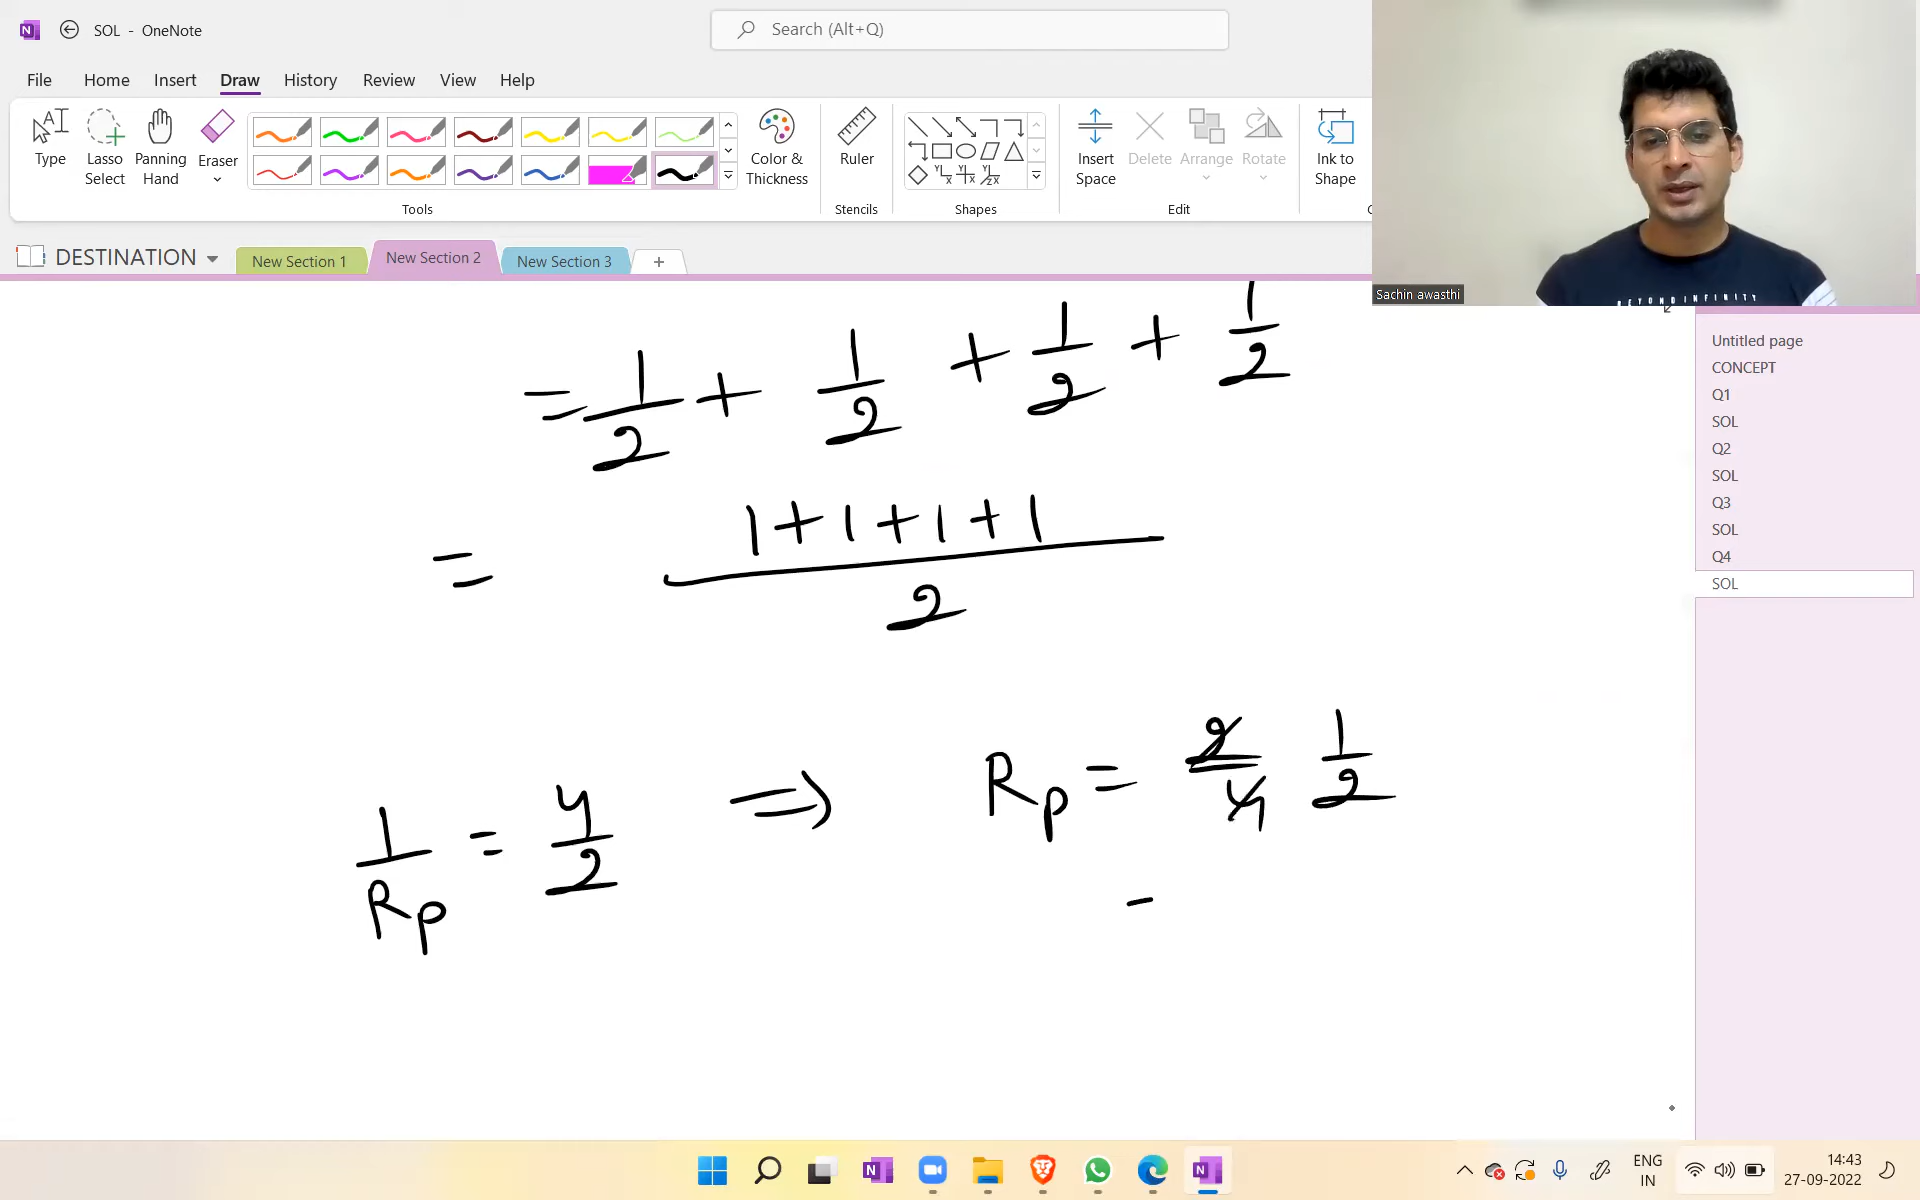 SOL - OneNote
Search (Alt+Q)
File Home Insert Draw History Review View Help
Type
Lasso Select
Panning Hand
Eraser
Color & Thickness
Ruler
Insert Space
Delete
Arrange
Rotate
Ink to Shape
Tools
Stencils
Shapes
Edit
DESTINATION
New Section 1
New Section 2
New Section 3
+
BEYOND INFINITY
Sachin awasthi
Untitled page
CONCEPT
Q1
SOL
Q2
SOL
Q3
SOL
Q4
SOL
= 1/2 + 1/2 + 1/2 + 1/2
= 1+1+1+1/2
1/Rp = 4/2 ⇒ Rp = 2/4 1/2
-
ENG
IN
14:43
27-09-2022